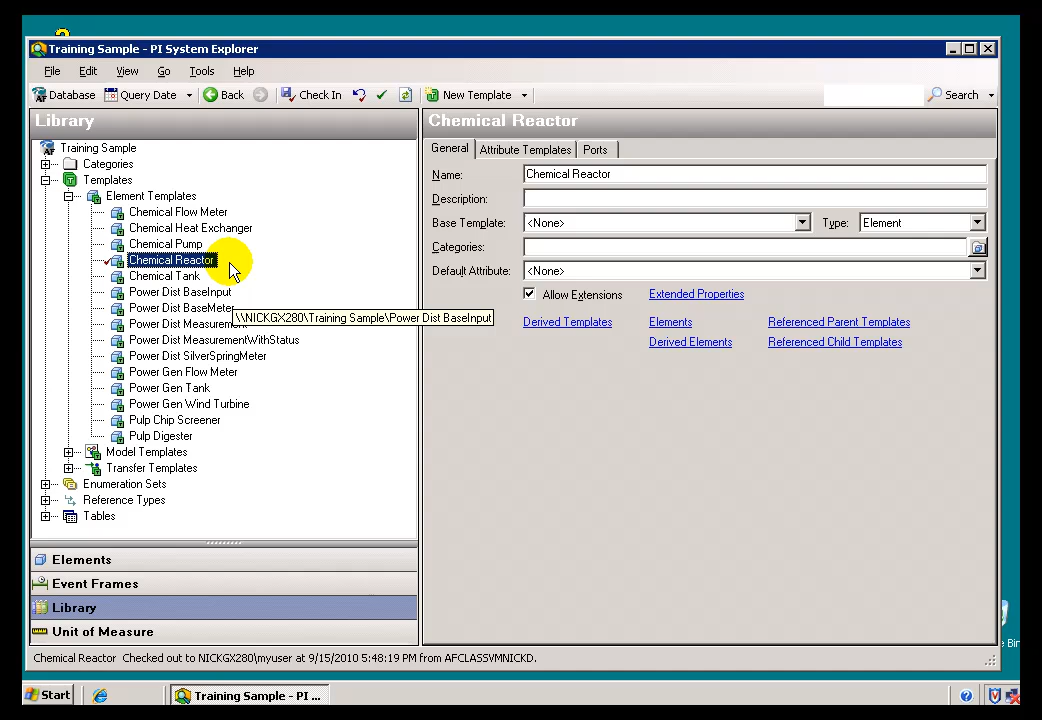 Training Sample - PI System Explorer
File Edit View Go Tools Help
Database Query Date Back Check In New Template Search
Library
Chemical Reactor
Training Sample
Categories
Templates
Element Templates
Chemical Flow Meter
Chemical Heat Exchanger
Chemical Pump
Chemical Reactor
Chemical Tank
Power Dist BaseInput
Power Dist BaseMeter
\\NICKGX280\Training Sample\Power Dist BaseInput
Power Dist Measurement
Power Dist MeasurementWithStatus
Power Dist SilverSpringMeter
Power Gen Flow Meter
Power Gen Tank
Power Gen Wind Turbine
Pulp Chip Screener
Pulp Digester
Model Templates
Transfer Templates
Enumeration Sets
Reference Types
Tables
Elements
Event Frames
Library
Unit of Measure
General Attribute Templates Ports
Name: Chemical Reactor
Description:
Base Template: <None> Type: Element
Categories:
Default Attribute: <None>
Allow Extensions Extended Properties
Derived Templates Elements Referenced Parent Templates
Derived Elements Referenced Child Templates
Chemical Reactor Checked out to NICKGX280\myuser at 9/15/2010 5:48:19 PM from AFCLASSVMNICKD.
Start Training Sample - PI ...